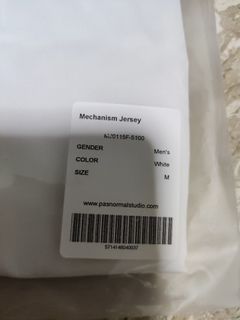 Mechanism Jersey
GENDER Men's
COLOR White
SIZE M
www.pasnormalstudio.com